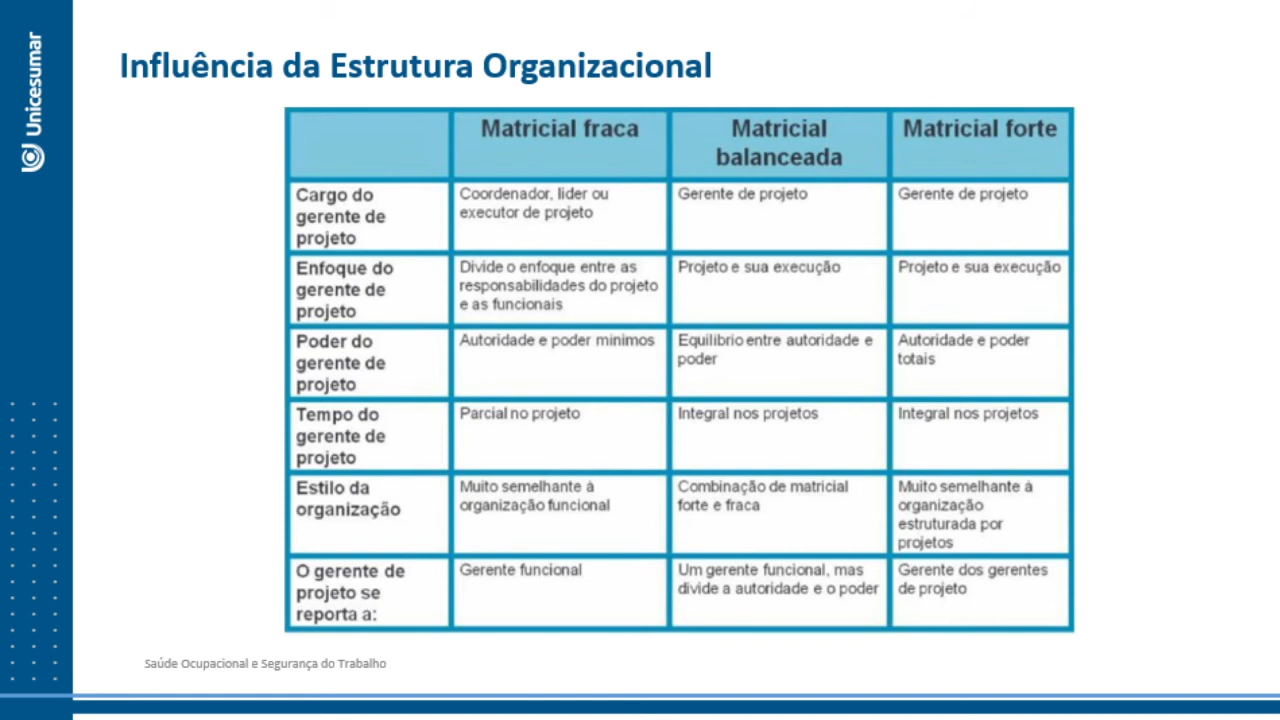 Unicesumar
Influência da Estrutura Organizacional
Matricial fraca
Matricial
balanceada
Matricial forte
Cargo do
gerente de
projeto
Coordenador, líder ou
executor de projeto
Gerente de projeto
Gerente de projeto
Enfoque do
gerente de
projeto
Divide o enfoque entre as
responsabilidades do projeto
e as funcionais
Projeto e sua execução
Projeto e sua execução
Poder do
gerente de
projeto
Autoridade e poder mínimos
Equilíbrio entre autoridade e
poder
Autoridade e poder
totais
Tempo do
gerente de
projeto
Parcial no projeto
Integral nos projetos
Integral nos projetos
Estilo da
organização
Muito semelhante à
organização funcional
Combinação de matricial
forte e fraca
Muito semelhante à
organização
estruturada por
projetos
O gerente de
projeto se
reporta a:
Gerente funcional
Um gerente funcional, mas
divide a autoridade e o poder
Gerente dos gerentes
de projeto
Saúde Ocupacional e Segurança do Trabalho